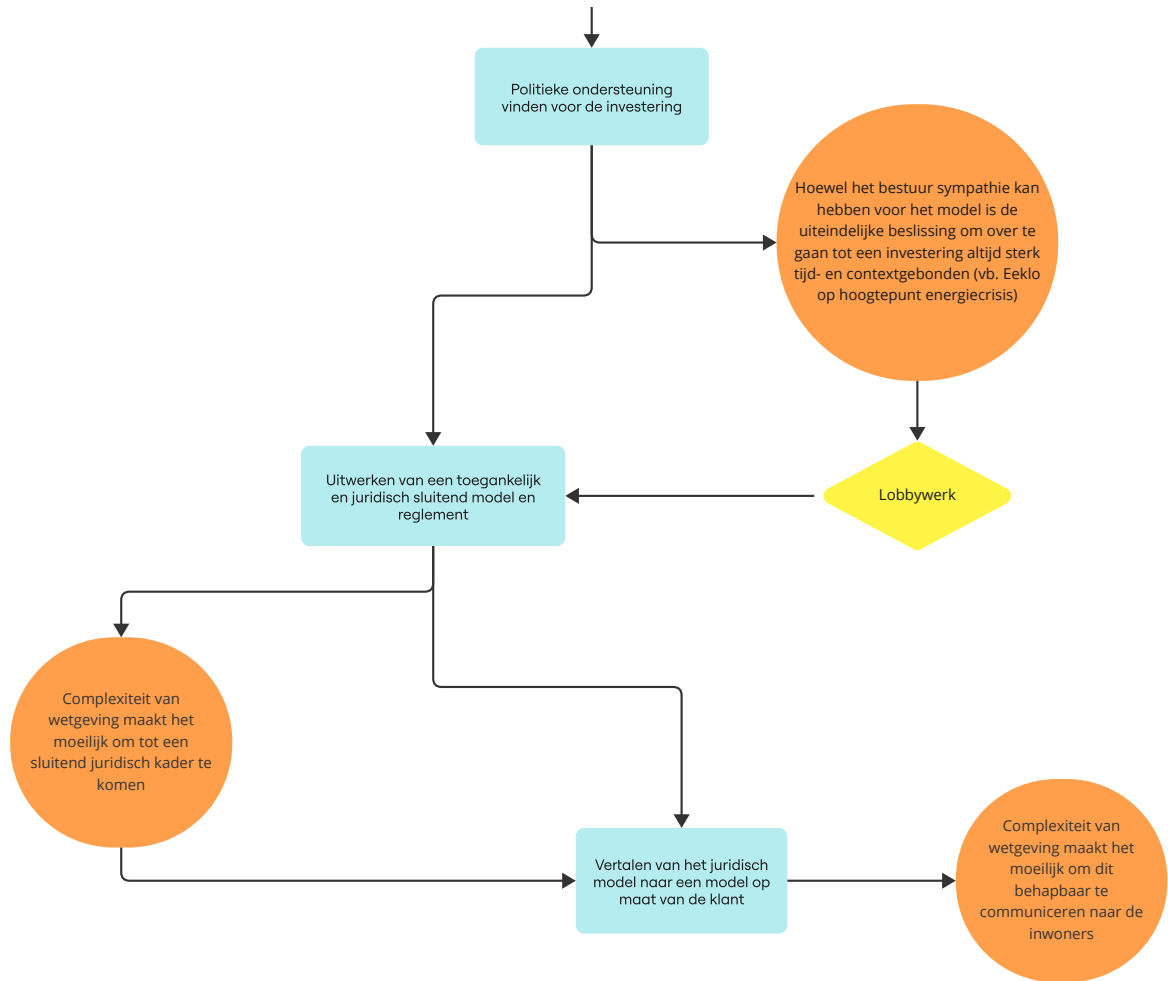 Politieke ondersteuning
vinden voor de investering
Hoewel het bestuur sympathie kan
hebben voor het model is de
uiteindelijke beslissing om over te
gaan tot een investering altijd sterk
tijd- en contextgebonden (vb. Eeklo
op hoogtepunt energiecrisis)
Uitwerken van een toegankelijk
en juridisch sluitend model en
reglement
Lobbywerk
Complexiteit van
wetgeving maakt het
moeilijk om tot een
sluitend juridisch kader te
komen
Vertalen van het juridisch
model naar een model op
maat van de klant
Complexiteit van
wetgeving maakt het
moeilijk om dit
behapbaar te
communiceren naar de
inwoners